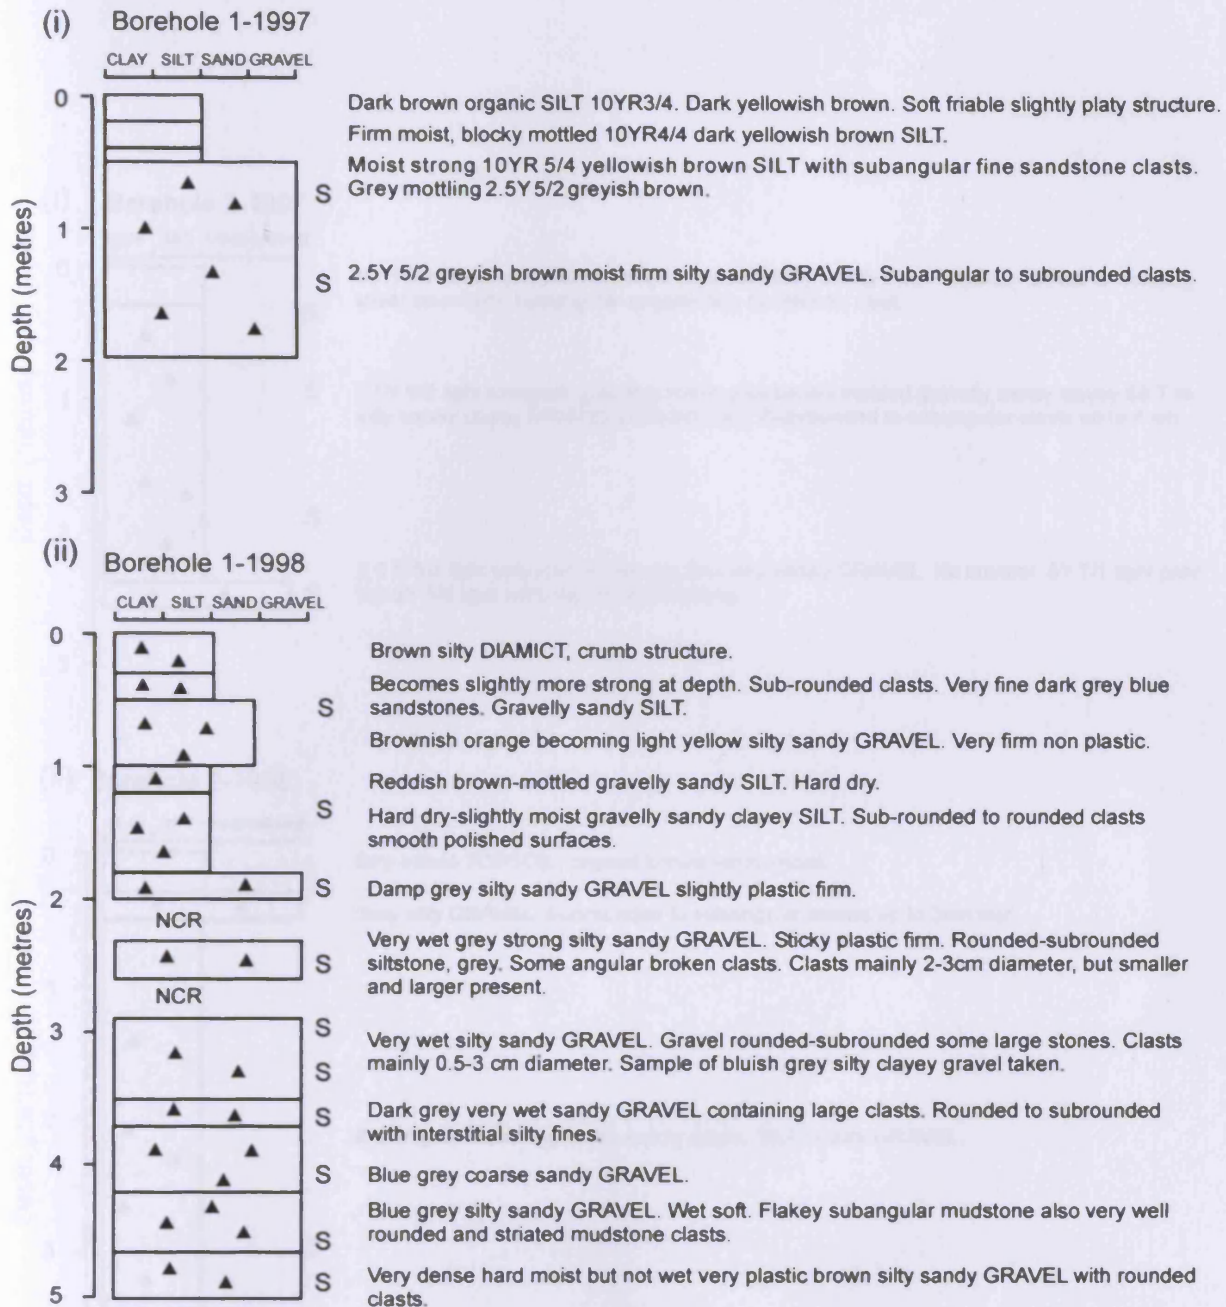 (i) Borehole 1-1997
CLAY SILT SAND GRAVEL
0
Dark brown organic SILT 10YR3/4. Dark yellowish brown. Soft friable slightly platy structure.
Firm moist, blocky mottled 10YR4/4 dark yellowish brown SILT.
Moist strong 10YR 5/4 yellowish brown SILT with subangular fine sandstone clasts.
S Grey mottling 2.5Y 5/2 greyish brown.
1
S 2.5Y 5/2 greyish brown moist firm silty sandy GRAVEL. Subangular to subrounded clasts.
2
3
Depth (metres)
(ii) Borehole 1-1998
CLAY SILT SAND GRAVEL
0
Brown silty DIAMICT, crumb structure.
Becomes slightly more strong at depth. Sub-rounded clasts. Very fine dark grey blue
S sandstones. Gravelly sandy SILT.
Brownish orange becoming light yellow silty sandy GRAVEL. Very firm non plastic.
1
Reddish brown-mottled gravelly sandy SILT. Hard dry.
S Hard dry-slightly moist gravelly sandy clayey SILT. Sub-rounded to rounded clasts
smooth polished surfaces.
S Damp grey silty sandy GRAVEL slightly plastic firm.
2
NCR
Very wet grey strong silty sandy GRAVEL. Sticky plastic firm. Rounded-subrounded
S siltstone, grey. Some angular broken clasts. Clasts mainly 2-3cm diameter, but smaller
and larger present.
NCR
3 S
Very wet silty sandy GRAVEL. Gravel rounded-subrounded some large stones. Clasts
S mainly 0.5-3 cm diameter. Sample of bluish grey silty clayey gravel taken.
S Dark grey very wet sandy GRAVEL containing large clasts. Rounded to subrounded
with interstitial silty fines.
4 S Blue grey coarse sandy GRAVEL.
Blue grey silty sandy GRAVEL. Wet soft. Flakey subangular mudstone also very well
S rounded and striated mudstone clasts.
S Very dense hard moist but not wet very plastic brown silty sandy GRAVEL with rounded
5 clasts.
Depth (metres)